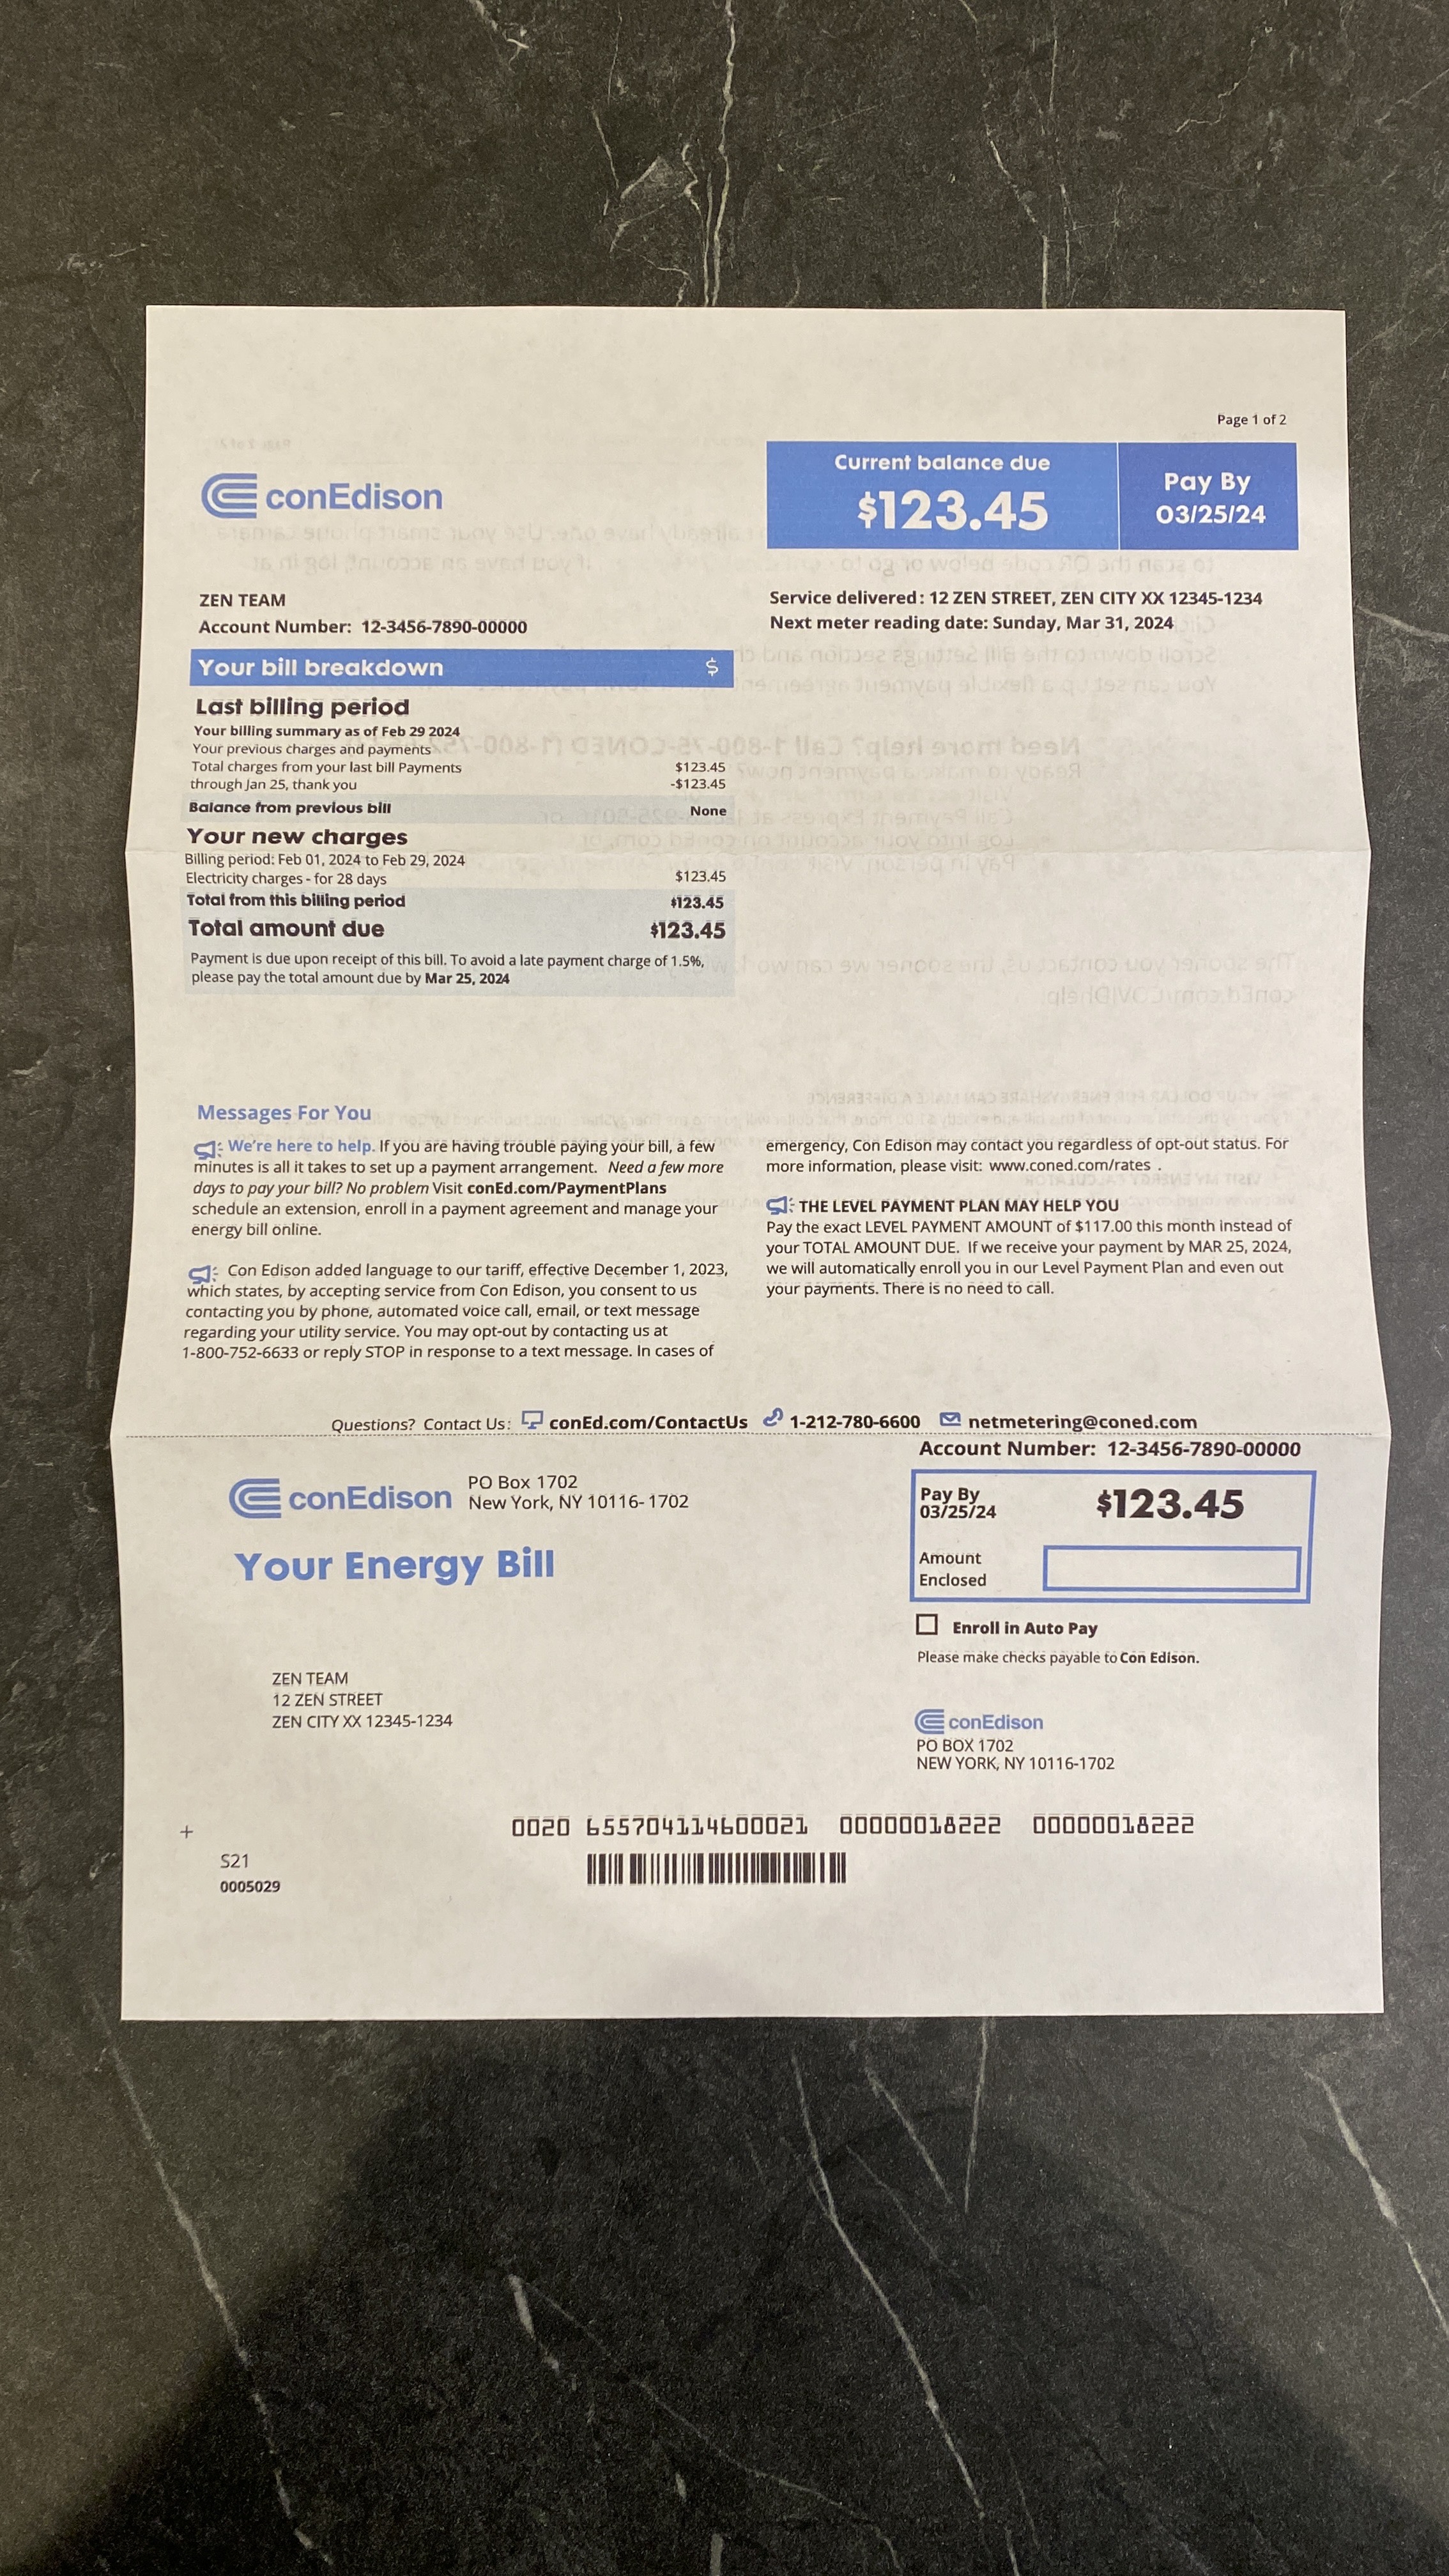 Page 1 of 2
conEdison
Current balance due
$123.45
Pay By
03/25/24
ZEN TEAM
Account Number: 12-3456-7890-00000
Service delivered: 12 ZEN STREET, ZEN CITY XX 12345-1234
Next meter reading date: Sunday, Mar 31, 2024
Your bill breakdown $
Last billing period
Your billing summary as of Feb 29 2024
Your previous charges and payments
Total charges from your last bill Payments $123.45
through Jan 25, thank you -$123.45
Balance from previous bill None
Your new charges
Billing period: Feb 01, 2024 to Feb 29, 2024
Electricity charges - for 28 days $123.45
Total from this billing period $123.45
Total amount due $123.45
Payment is due upon receipt of this bill. To avoid a late payment charge of 1.5%,
please pay the total amount due by Mar 25, 2024
Messages For You
We're here to help. If you are having trouble paying your bill, a few
minutes is all it takes to set up a payment arrangement. Need a few more
days to pay your bill? No problem Visit conEd.com/PaymentPlans
schedule an extension, enroll in a payment agreement and manage your
energy bill online.
Con Edison added language to our tariff, effective December 1, 2023,
which states, by accepting service from Con Edison, you consent to us
contacting you by phone, automated voice call, email, or text message
regarding your utility service. You may opt-out by contacting us at
1-800-752-6633 or reply STOP in response to a text message. In cases of
emergency, Con Edison may contact you regardless of opt-out status. For
more information, please visit: www.coned.com/rates .
THE LEVEL PAYMENT PLAN MAY HELP YOU
Pay the exact LEVEL PAYMENT AMOUNT of $117.00 this month instead of
your TOTAL AMOUNT DUE. If we receive your payment by MAR 25, 2024,
we will automatically enroll you in our Level Payment Plan and even out
your payments. There is no need to call.
Questions? Contact Us: conEd.com/ContactUs 1-212-780-6600 netmetering@coned.com
Account Number: 12-3456-7890-00000
conEdison
PO Box 1702
New York, NY 10116- 1702
Your Energy Bill
Pay By
03/25/24
$123.45
Amount
Enclosed
Enroll in Auto Pay
Please make checks payable to Con Edison.
ZEN TEAM
12 ZEN STREET
ZEN CITY XX 12345-1234
conEdison
PO BOX 1702
NEW YORK, NY 10116-1702
0020 655704114600021 00000018222 00000018222
S21
0005029